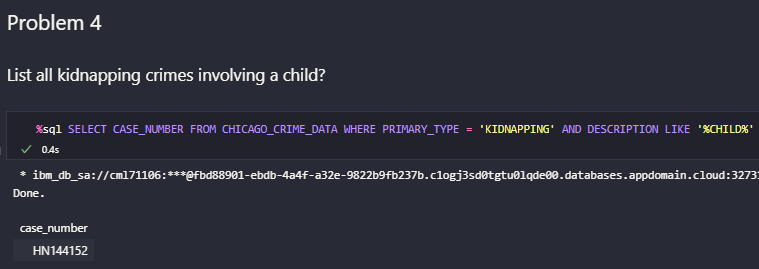 Problem 4
List all kidnapping crimes involving a child?
%sql SELECT CASE_NUMBER FROM CHICAGO_CRIME_DATA WHERE PRIMARY_TYPE = 'KIDNAPPING' AND DESCRIPTION LIKE '%CHILD%'
✓ 0.4s
* ibm_db_sa://cml71106:***@fbd88901-ebdb-4a4f-a32e-9822b9fb237b.c1ogj3sd0tgtu0lqde00.databases.appdomain.cloud:32731
Done.
case_number
HN144152